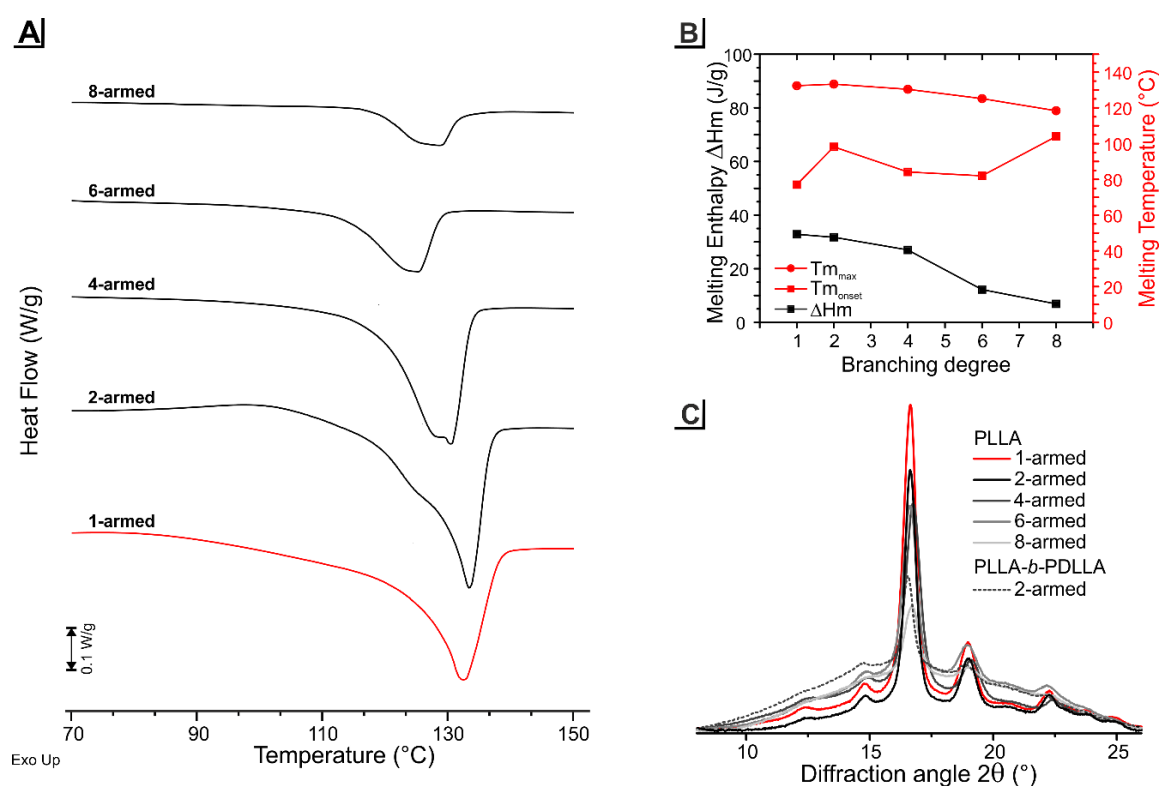 A
8-armed
6-armed
4-armed
2-armed
1-armed
Heat Flow (W/g)
0.1 W/g
70 90 110 130 150
Temperature (°C)
Exo Up
B
100
80
60
40
20
0
Melting Enthalpy ΔHm (J/g)
140
120
100
80
60
40
20
0
Melting Temperature (°C)
Tmmax
Tmonset
ΔHm
1 2 3 4 5 6 7 8
Branching degree
C
PLLA
1-armed
2-armed
4-armed
6-armed
8-armed
PLLA-b-PDLLA
2-armed
10 15 20 25
Diffraction angle 2θ (°)